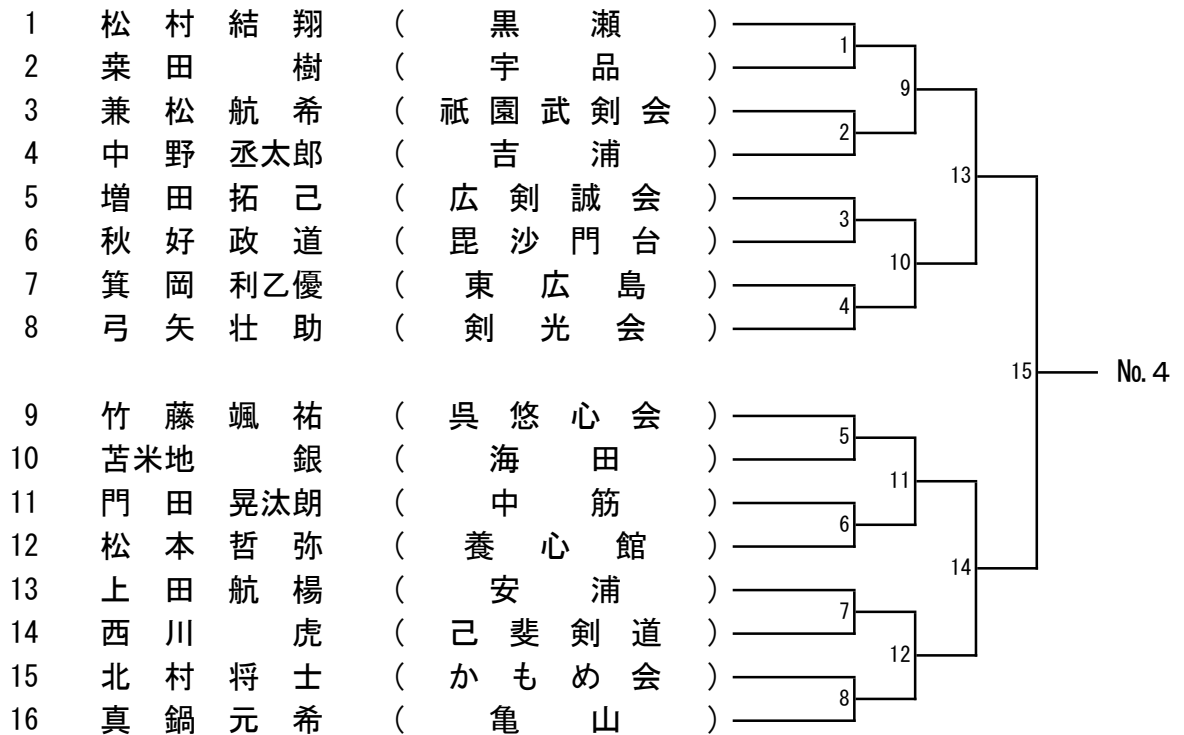 1 松村結翔 (黒瀬) 1
2 桒田樹 (宇品)
9
3 兼松航希 (祇園武剣会) 2
4 中野丞太郎 (吉浦)
13
5 増田拓己 (広剣誠会) 3
6 秋好政道 (毘沙門台)
10
7 箕岡利乙優 (東広島) 4
8 弓矢壮助 (剣光会)
15 №4
9 竹藤颯祐 (呉悠心会) 5
10 苫米地銀 (海田)
11
11 門田晃汰朗 (中筋) 6
12 松本哲弥 (養心館)
14
13 上田航楊 (安浦) 7
14 西川虎 (己斐剣道)
12
15 北村将士 (かもめ会) 8
16 真鍋元希 (亀山)